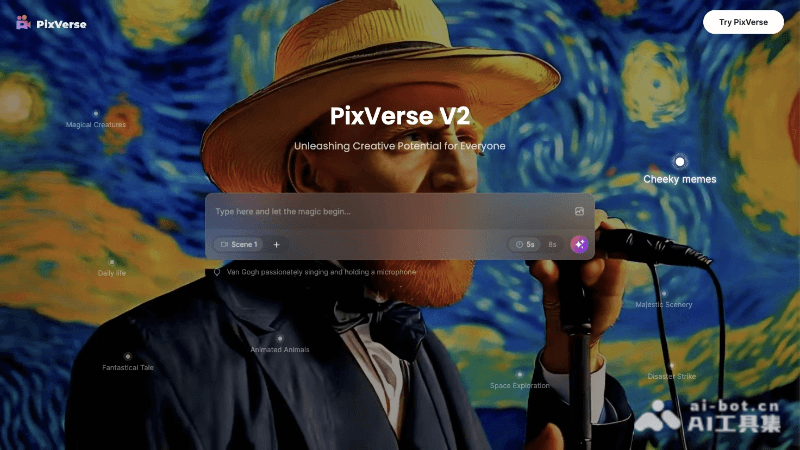 PixVerse
Try PixVerse
PixVerse V2
Unleashing Creative Potential for Everyone
Magical Creatures
Cheeky memes
Type here and let the magic begin...
Scene 1
+
5s
8s
Daily life
Van Gogh passionately singing and holding a microphone
Majestic Scenery
Animated Animals
Fantastical Tale
Space Exploration
Disaster Strike
ai-bot.cn
AI工具集